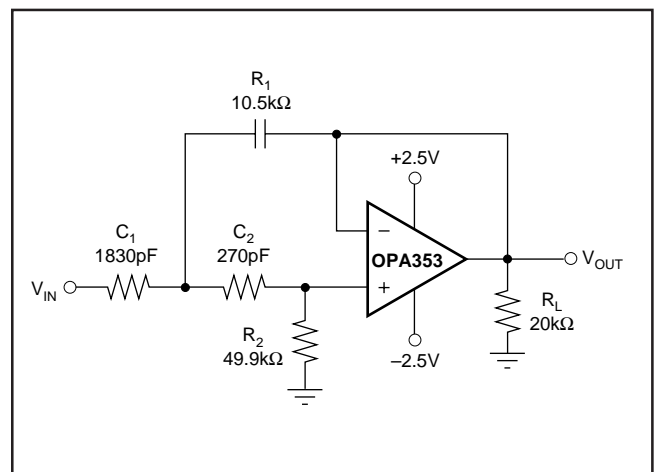 R1
10.5kΩ
+2.5V
C1
1830pF
C2
270pF
–
OPA353
+
VIN
VOUT
R2
49.9kΩ
RL
20kΩ
–2.5V